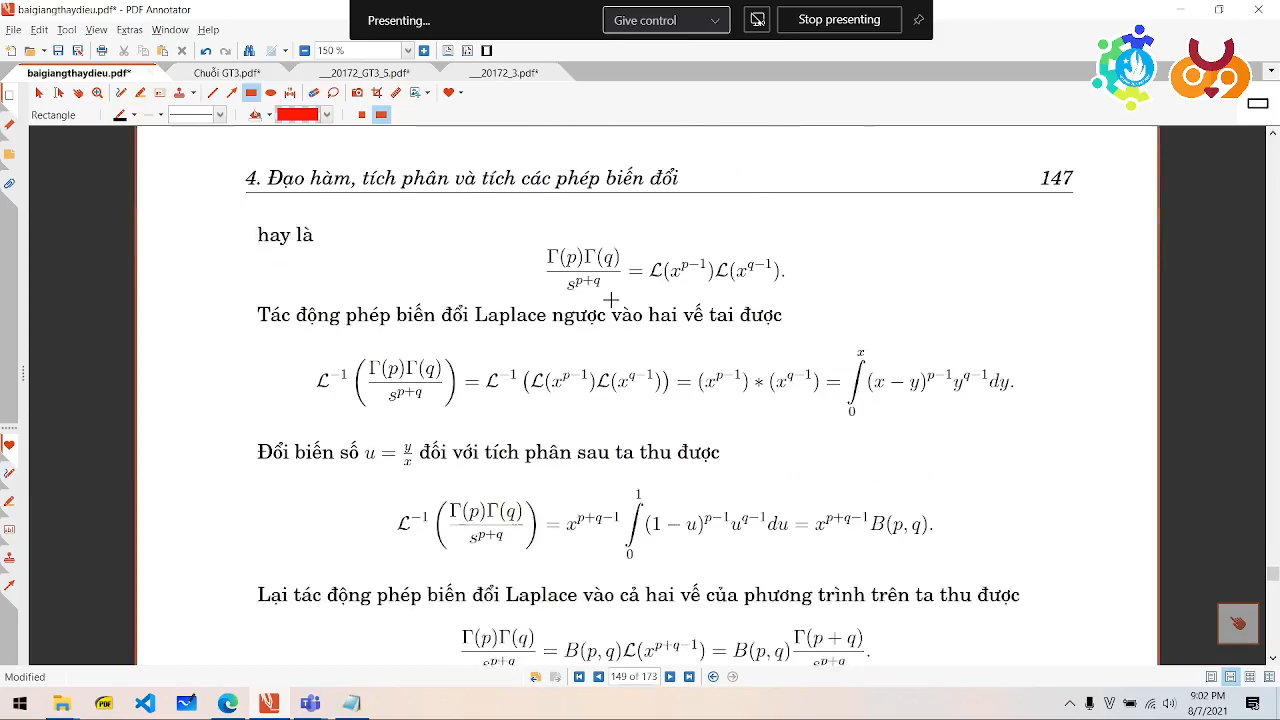 baigiangthaydieu.pdf* - PDF Annotator
Presenting...
Give control
Stop presenting
File Edit Tool View Extras Window Help
150 %
baigiangthaydieu.pdf* Chuỗi GT3.pdf* __20172_GT3_5.pdf* __20172_3.pdf*
Rectangle
4. Đạo hàm, tích phân và tích các phép biến đổi 147
hay là
Γ(p)Γ(q)/s^{p+q} = ℒ(x^{p−1})ℒ(x^{q−1}).
Tác động phép biến đổi Laplace ngược vào hai vế tai được
ℒ^{−1}(Γ(p)Γ(q)/s^{p+q}) = ℒ^{−1}(ℒ(x^{p−1})ℒ(x^{q−1})) = (x^{p−1}) ∗ (x^{q−1}) = ∫_0^x (x − y)^{p−1}y^{q−1}dy.
Đổi biến số u = y/x đối với tích phân sau ta thu được
ℒ^{−1}(Γ(p)Γ(q)/s^{p+q}) = x^{p+q−1} ∫_0^1 (1 − u)^{p−1}u^{q−1}du = x^{p+q−1}B(p, q).
Lại tác động phép biến đổi Laplace vào cả hai vế của phương trình trên ta thu được
Γ(p)Γ(q)/s^{p+q} = B(p, q)ℒ(x^{p+q−1}) = B(p, q)Γ(p + q)/s^{p+q}.
Modified
149 of 173
9:02 PM
8/7/2021